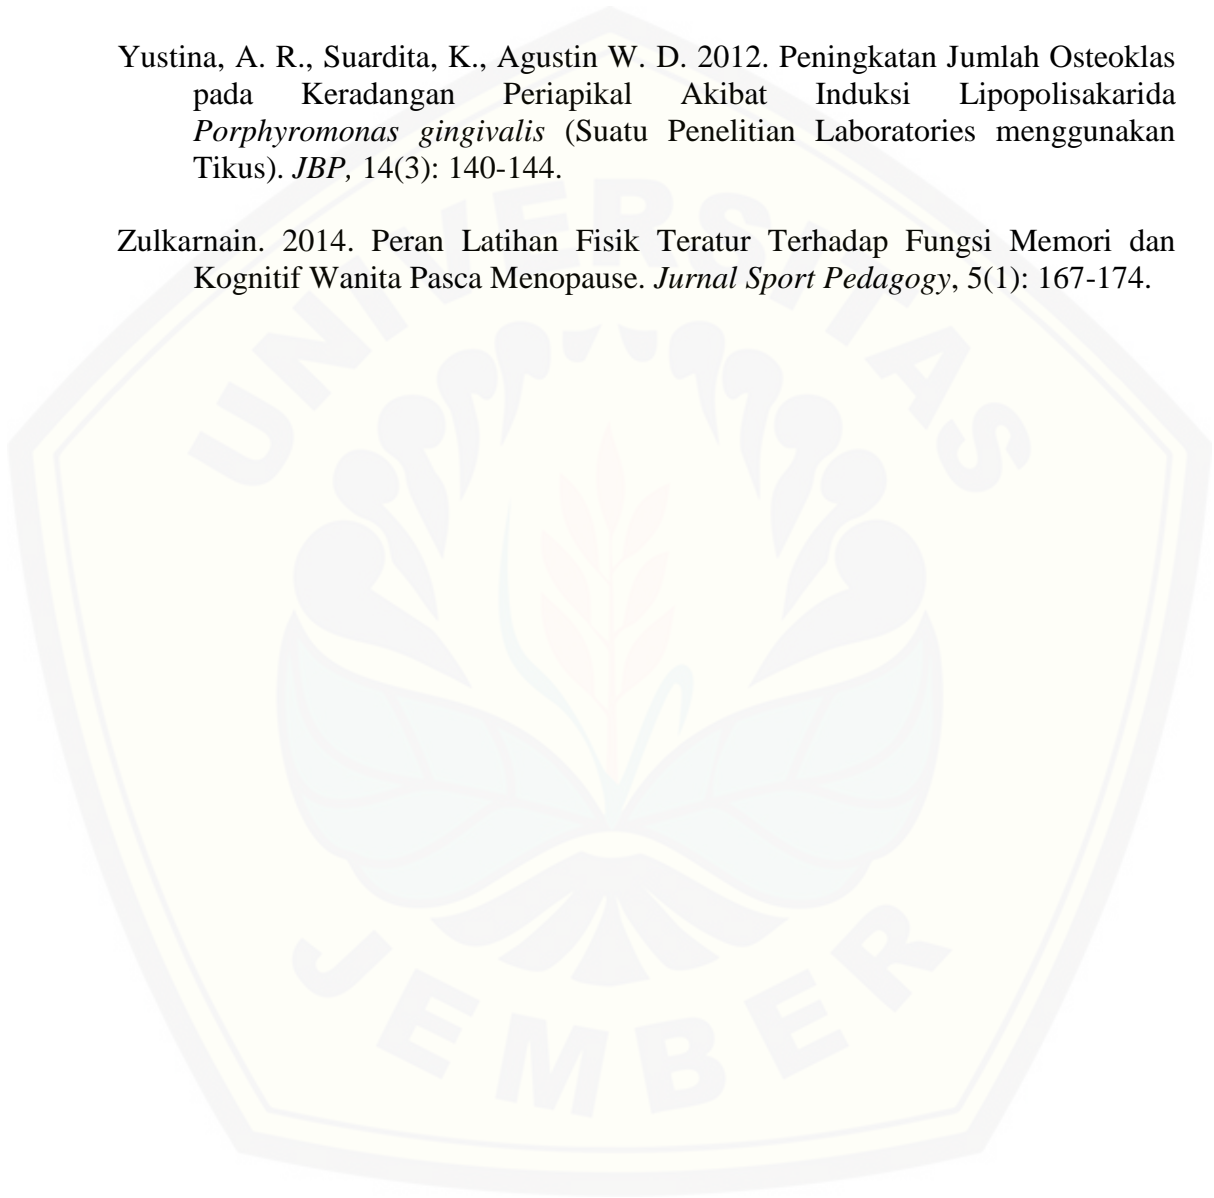 Yustina, A. R., Suardita, K., Agustin W. D. 2012. Peningkatan Jumlah Osteoklas
pada Keradangan Periapikal Akibat Induksi Lipopolisakarida
Porphyromonas gingivalis (Suatu Penelitian Laboratories menggunakan
Tikus). JBP, 14(3): 140-144.
Zulkarnain. 2014. Peran Latihan Fisik Teratur Terhadap Fungsi Memori dan
Kognitif Wanita Pasca Menopause. Jurnal Sport Pedagogy, 5(1): 167-174.
UNIVERSITAS
JEMBER